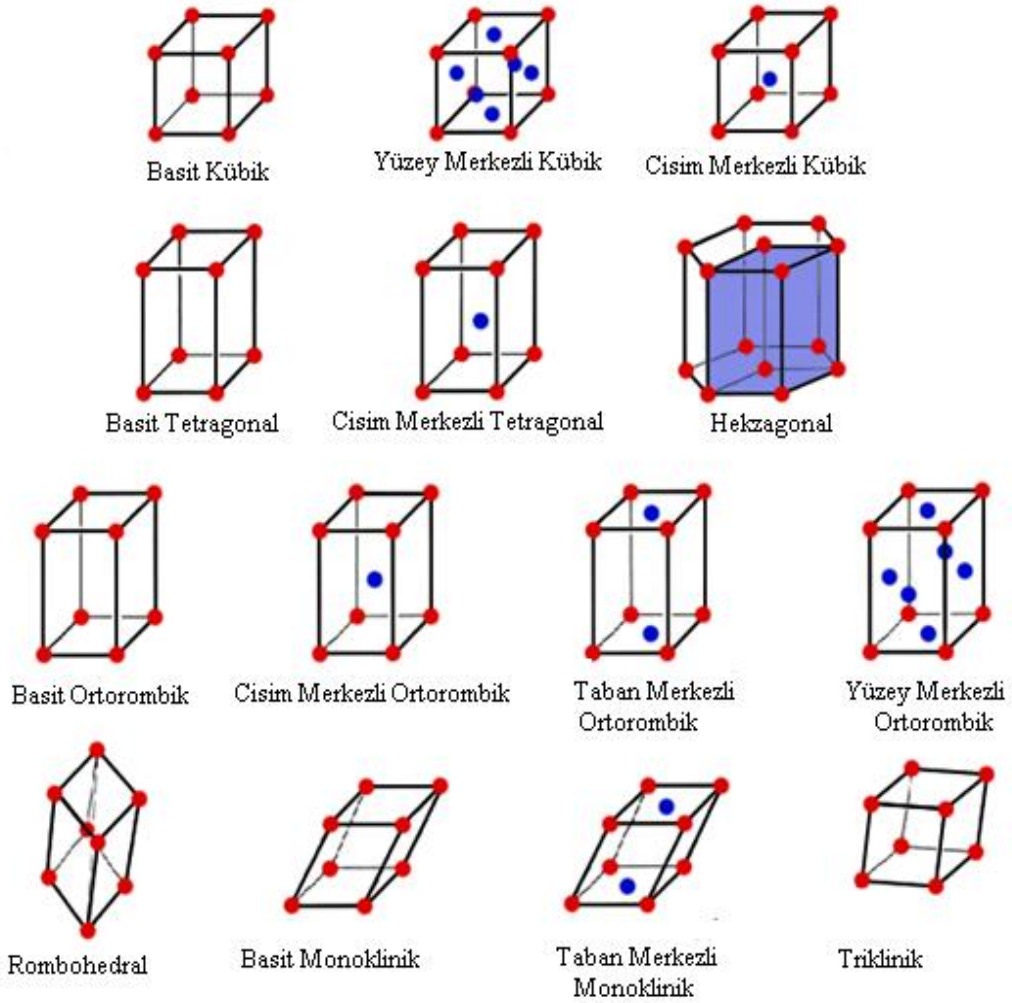 Basit Kübik
Yüzey Merkezli Kübik
Cisim Merkezli Kübik
Basit Tetragonal
Cisim Merkezli Tetragonal
Hekzagonal
Basit Ortorombik
Cisim Merkezli Ortorombik
Taban Merkezli
Ortorombik
Yüzey Merkezli
Ortorombik
Rombohedral
Basit Monoklinik
Taban Merkezli
Monoklinik
Triklinik